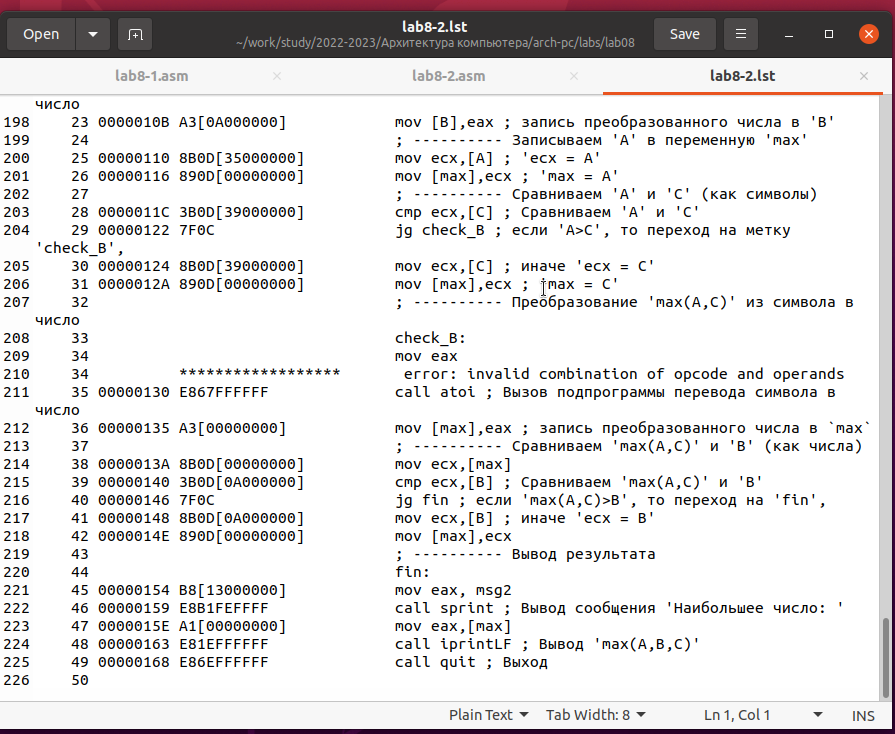 Open
lab8-2.lst
~/work/study/2022-2023/Архитектура компьютера/arch-pc/labs/lab08
Save
lab8-1.asm
lab8-2.asm
lab8-2.lst
число
198 23 0000010B A3[0A000000] mov [B],eax ; запись преобразованного числа в 'B'
199 24 ; ---------- Записываем 'A' в переменную 'max'
200 25 00000110 8B0D[35000000] mov ecx,[A] ; 'ecx = A'
201 26 00000116 890D[00000000] mov [max],ecx ; 'max = A'
202 27 ; ---------- Сравниваем 'A' и 'C' (как символы)
203 28 0000011C 3B0D[39000000] cmp ecx,[C] ; Сравниваем 'A' и 'C'
204 29 00000122 7F0C jg check_B ; если 'A>C', то переход на метку
'check_B',
205 30 00000124 8B0D[39000000] mov ecx,[C] ; иначе 'ecx = C'
206 31 0000012A 890D[00000000] mov [max],ecx ; 'max = C'
207 32 ; ---------- Преобразование 'max(A,C)' из символа в
число
208 33 check_B:
209 34 mov eax
210 34 ****************** error: invalid combination of opcode and operands
211 35 00000130 E867FFFFFF call atoi ; Вызов подпрограммы перевода символа в
число
212 36 00000135 A3[00000000] mov [max],eax ; запись преобразованного числа в `max`
213 37 ; ---------- Сравниваем 'max(A,C)' и 'B' (как числа)
214 38 0000013A 8B0D[00000000] mov ecx,[max]
215 39 00000140 3B0D[0A000000] cmp ecx,[B] ; Сравниваем 'max(A,C)' и 'B'
216 40 00000146 7F0C jg fin ; если 'max(A,C)>B', то переход на 'fin',
217 41 00000148 8B0D[0A000000] mov ecx,[B] ; иначе 'ecx = B'
218 42 0000014E 890D[00000000] mov [max],ecx
219 43 ; ---------- Вывод результата
220 44 fin:
221 45 00000154 B8[13000000] mov eax, msg2
222 46 00000159 E8B1FEFFFF call sprint ; Вывод сообщения 'Наибольшее число: '
223 47 0000015E A1[00000000] mov eax,[max]
224 48 00000163 E81EFFFFFF call iprintLF ; Вывод 'max(A,B,C)'
225 49 00000168 E86EFFFFFF call quit ; Выход
226 50
Plain Text
Tab Width: 8
Ln 1, Col 1
INS